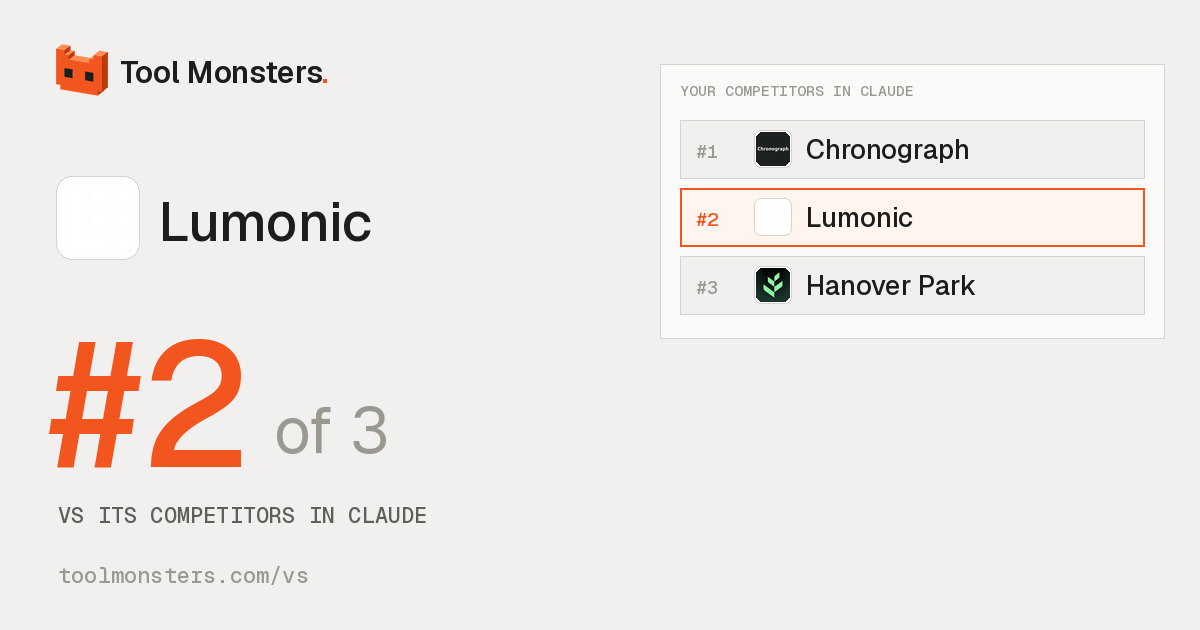 Tool Monsters.
Lumonic
#2 of 3
VS ITS COMPETITORS IN CLAUDE
toolmonsters.com/vs
YOUR COMPETITORS IN CLAUDE
#1 Chronograph Chronograph
#2 Lumonic
#3 Hanover Park